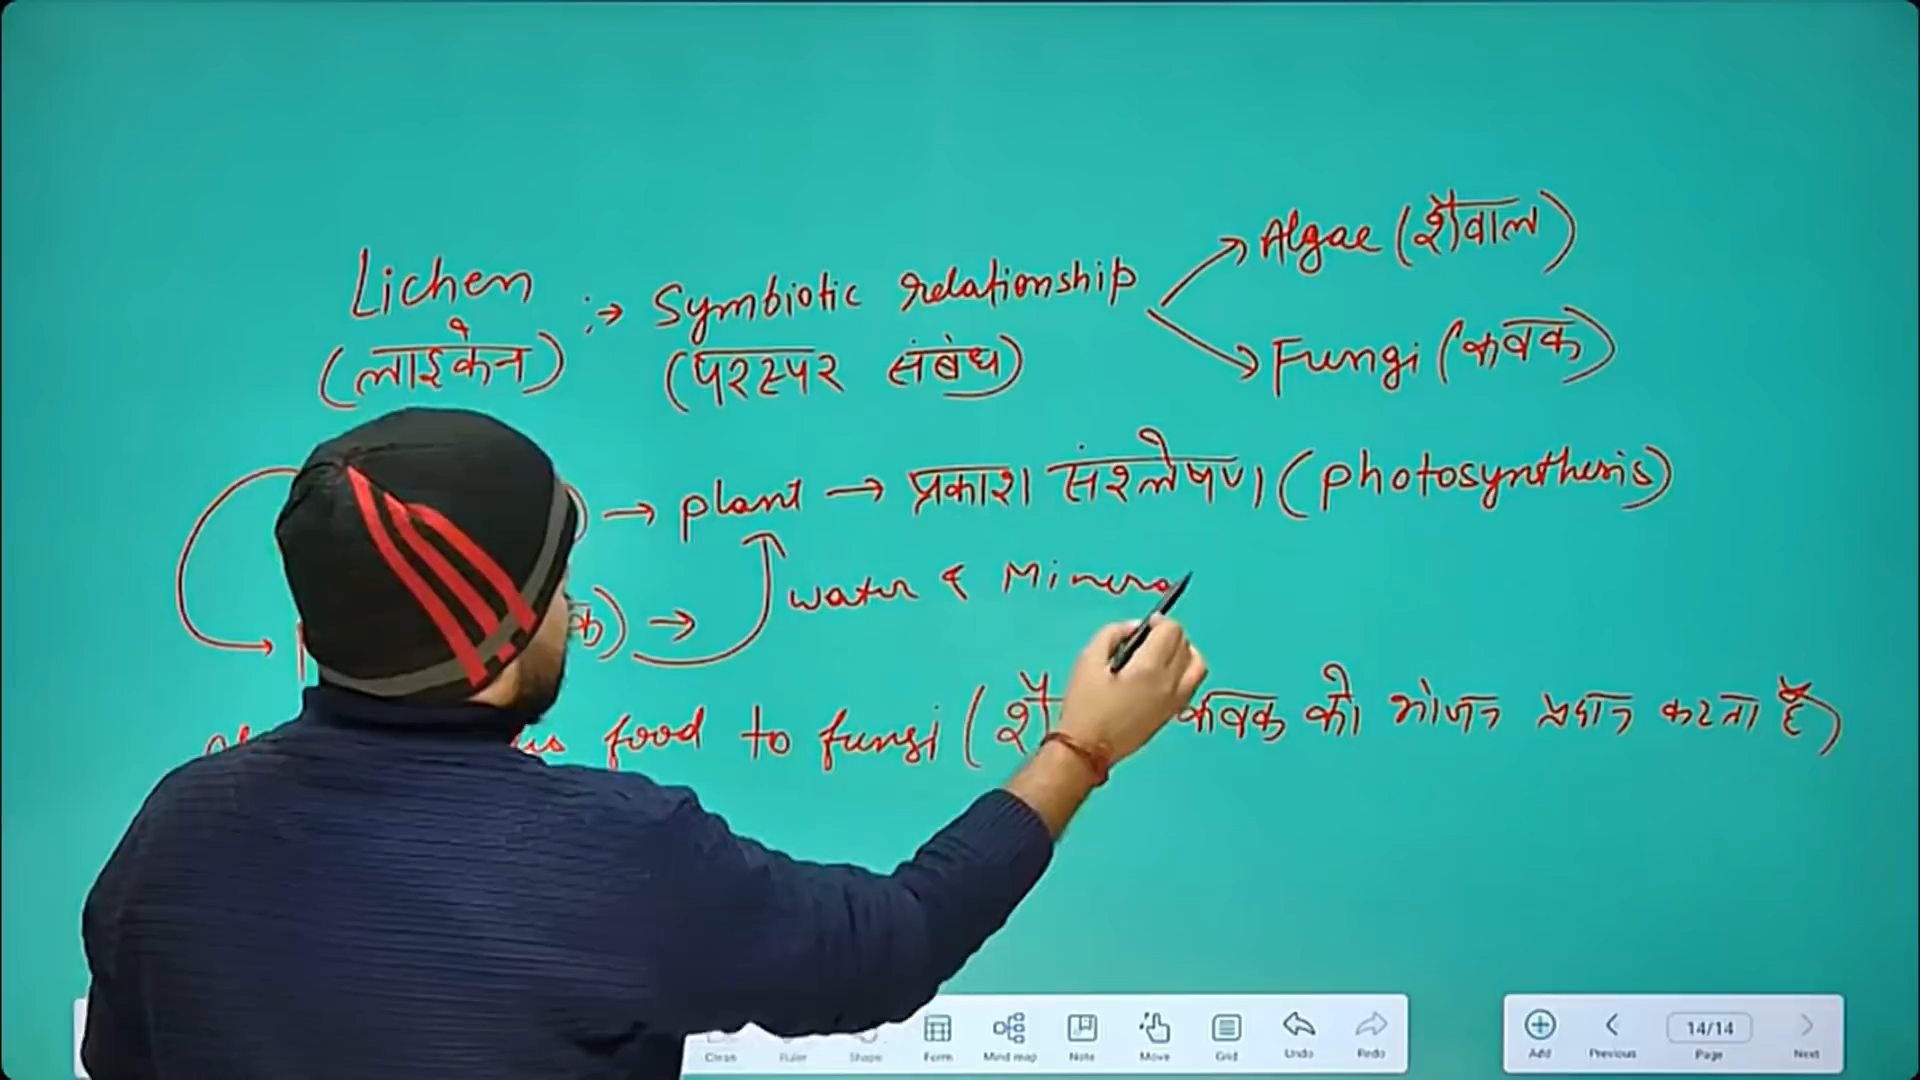 Lichen :→ Symbiotic relationship → Algae (शैवाल)
(लाइकेन) (परस्पर संबंध) → Fungi (कवक)
→ plant → प्रकाश संश्लेषण (photosynthesis)
water & Minera
→
food to fungi ( कवक को भोजन प्रदान करता है)
Clean Ruler Shape Form Mind map Note Move Grid Undo Redo
Add Previous 14/14 Page Next